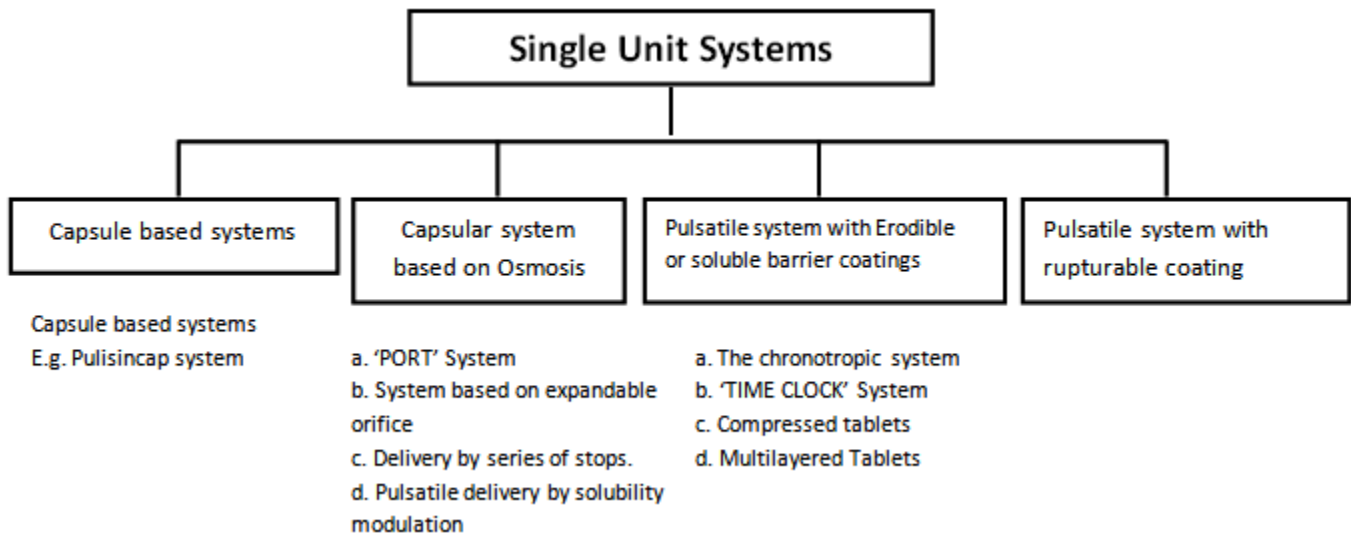 Single Unit Systems
Capsule based systems
Capsular system
based on Osmosis
Pulsatile system with Erodible
or soluble barrier coatings
Pulsatile system with
rupturable coating
Capsule based systems
E.g. Pulisincap system
a. ‘PORT’ System
b. System based on expandable
orifice
c. Delivery by series of stops.
d. Pulsatile delivery by solubility
modulation
a. The chronotropic system
b. ‘TIME CLOCK’ System
c. Compressed tablets
d. Multilayered Tablets